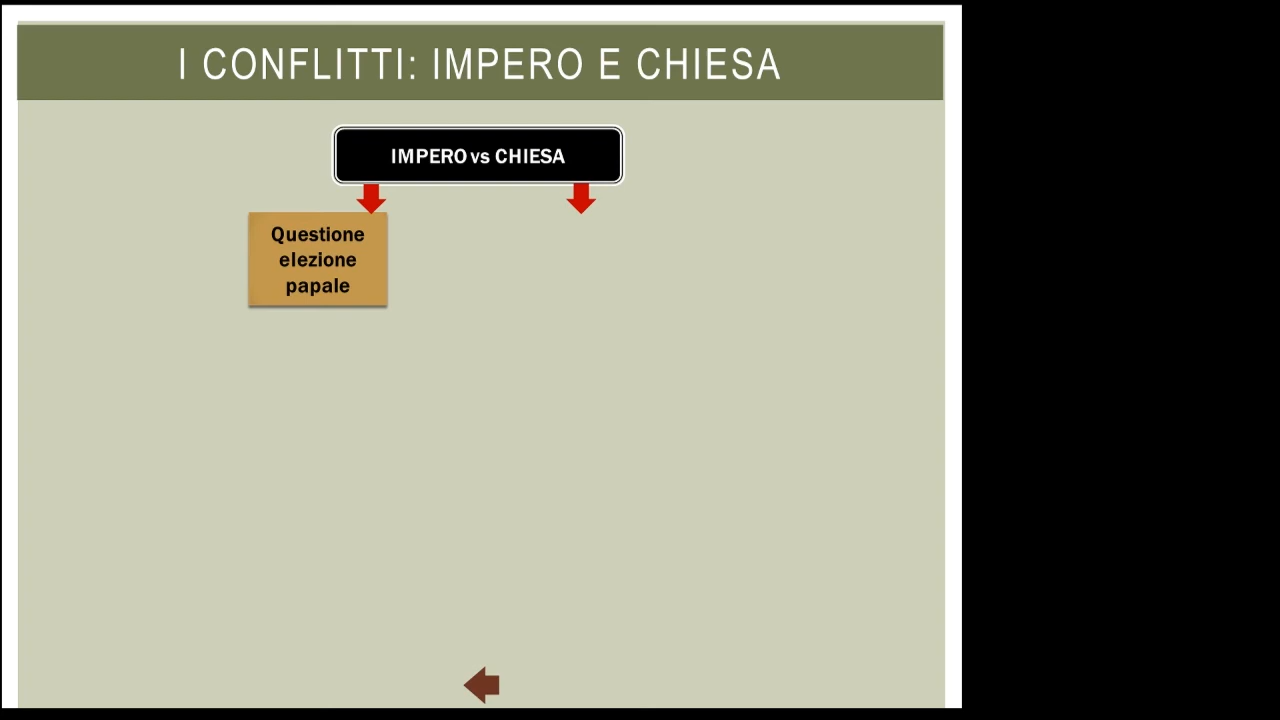 I CONFLITTI: IMPERO E CHIESA
IMPERO vs CHIESA
Questione
elezione
papale